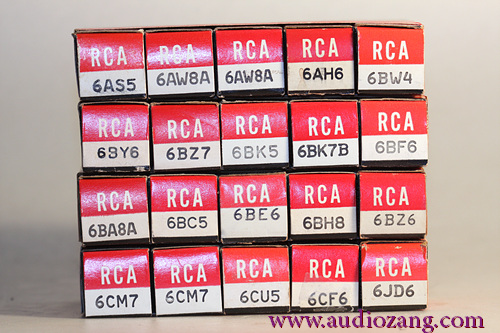 RCA RCA RCA RCA RCA
6AS5 6AW8A 6AW8A 6AH6 6BW4
RCA RCA RCA RCA RCA
6BY6 6BZ7 6BK5 6BK7B 6BF6
RCA RCA RCA RCA RCA
6BA8A 6BC5 6BE6 6BH8 6BZ6
RCA RCA RCA RCA RCA
6CM7 6CM7 6CU5 6CF6 6JD6
www.audiozang.com